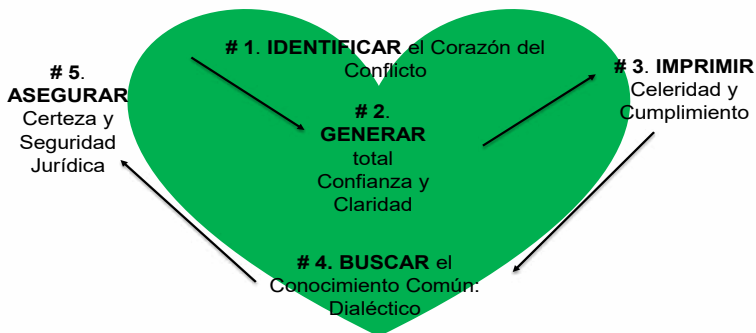 # 1. IDENTIFICAR el Corazón del
Conflicto
# 2.
GENERAR
total
Confianza y
Claridad
# 3. IMPRIMIR
Celeridad y
Cumplimiento
# 4. BUSCAR el
Conocimiento Común:
Dialéctico
# 5.
ASEGURAR
Certeza y
Seguridad
Jurídica